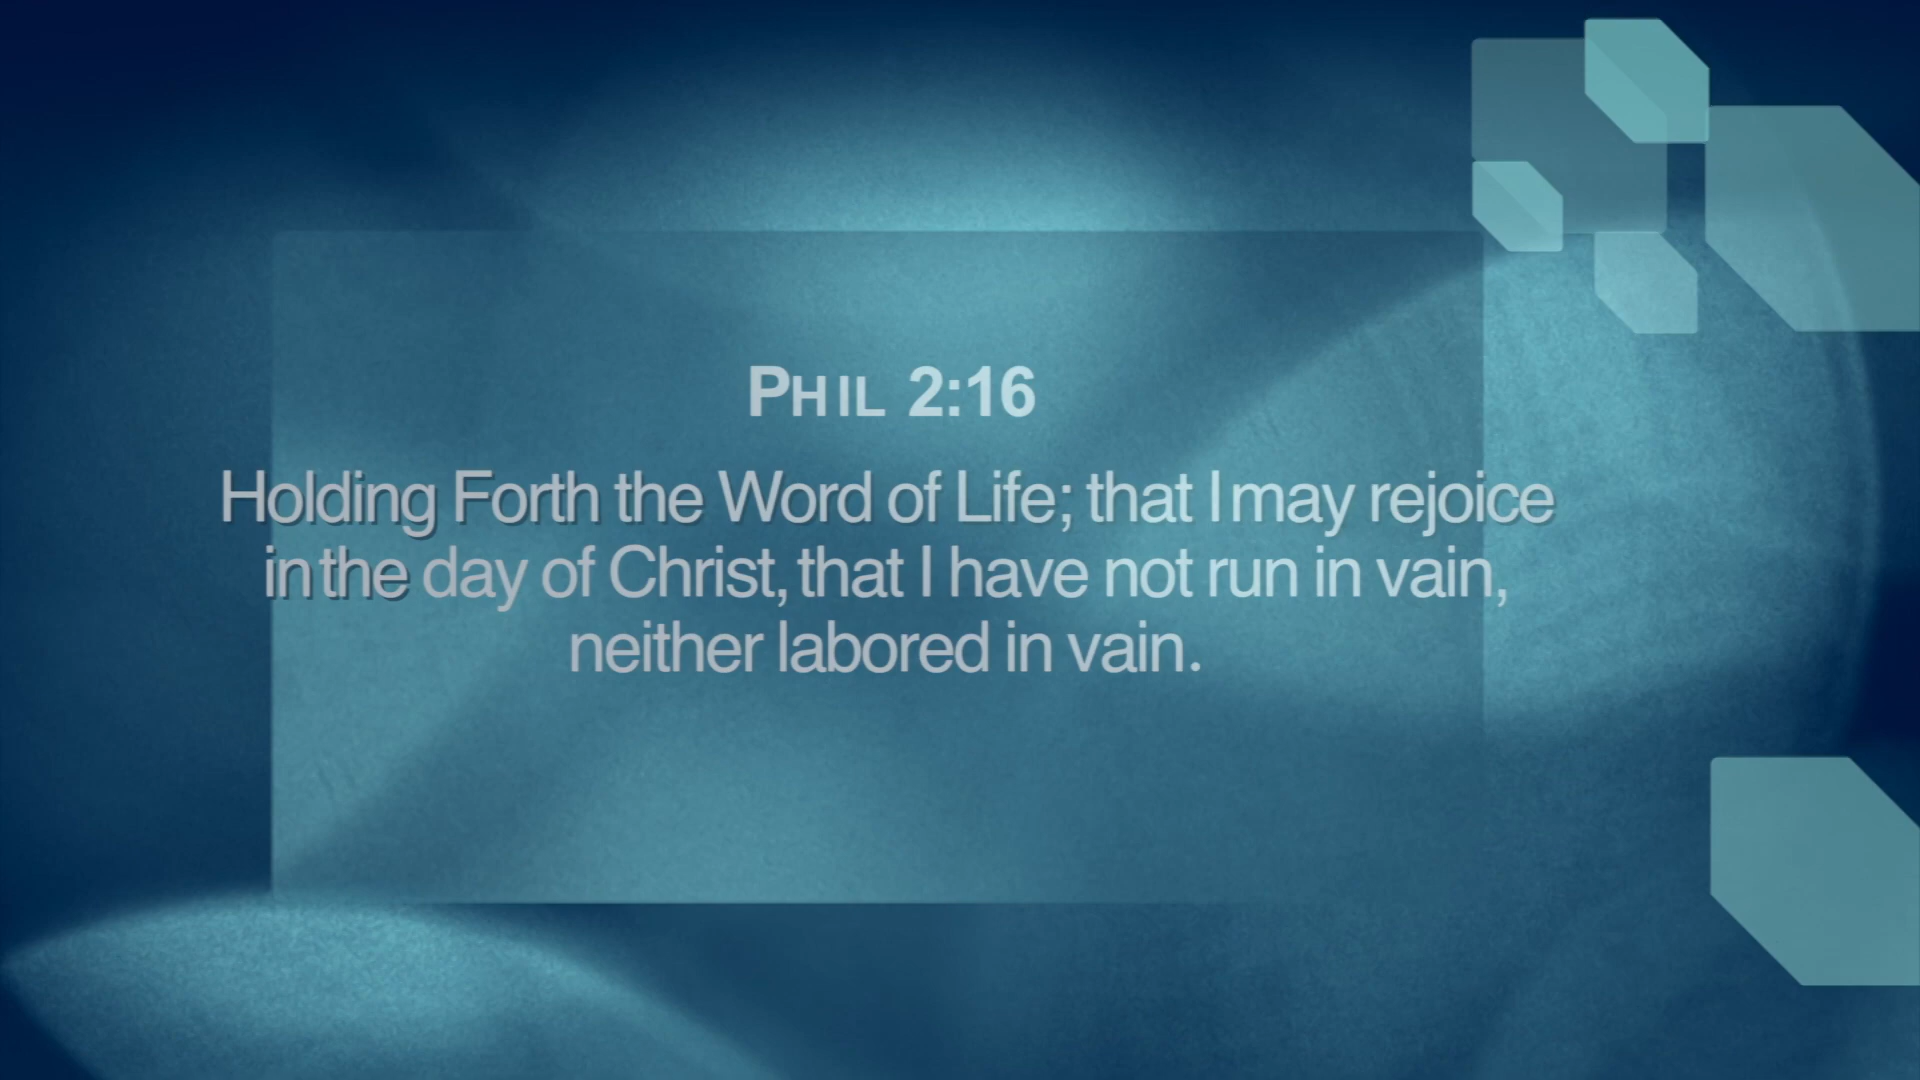 PHIL 2:16
Holding Forth the Word of Life; that I may rejoice
in the day of Christ, that I have not run in vain,
neither labored in vain.